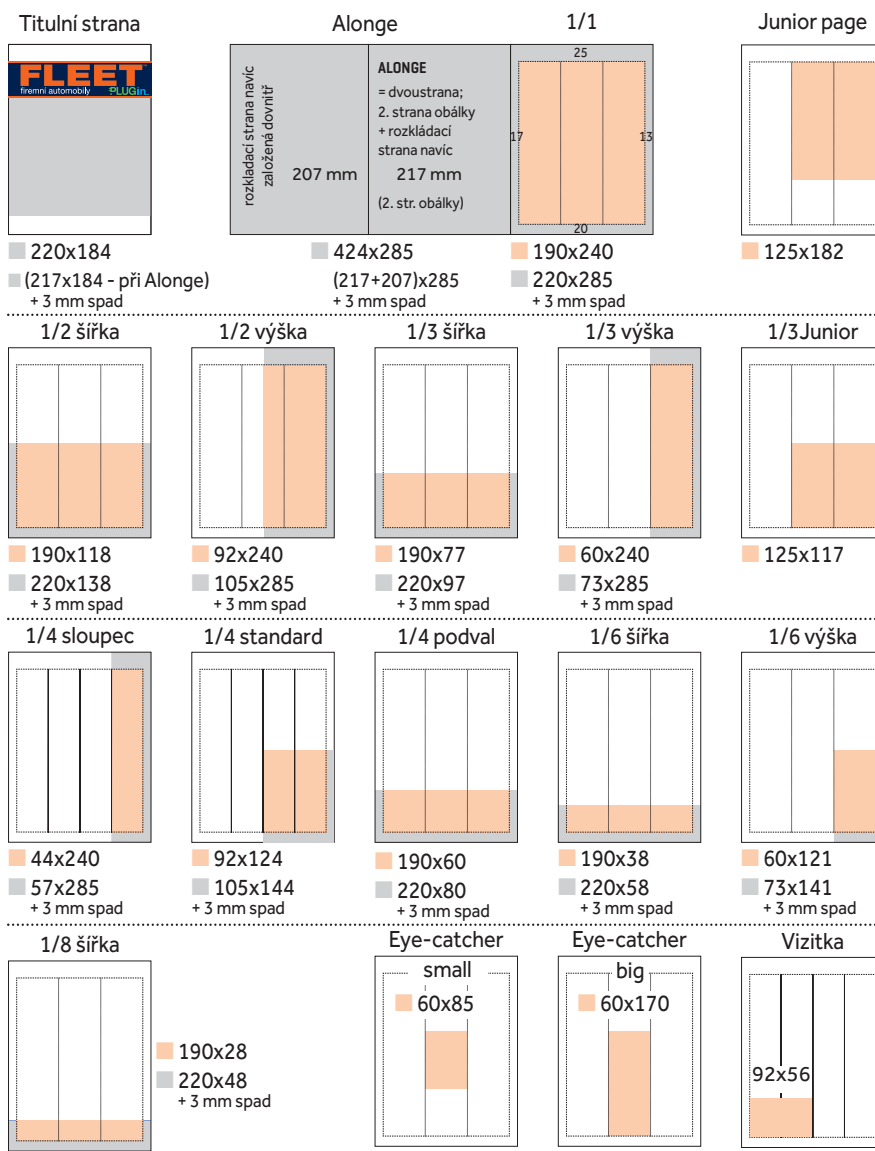 Titulní strana
FLEET
firemní automobily
PLUGin
220x184
(217x184 - při Alonge)
+ 3 mm spad
Alonge
rozkladací strana navíc
založená dovnitř
207 mm
ALONGE
= dvoustrana;
2. strana obálky
+ rozkládací
strana navíc
217 mm
(2. str. obálky)
424x285
(217+207)x285
+ 3 mm spad
1/1
25
17
13
20
190x240
220x285
+ 3 mm spad
Junior page
125x182
1/2 šířka
190x118
220x138
+ 3 mm spad
1/2 výška
92x240
105x285
+ 3 mm spad
1/3 šířka
190x77
220x97
+ 3 mm spad
1/3 výška
60x240
73x285
+ 3 mm spad
1/3Junior
125x117
1/4 sloupec
44x240
57x285
+ 3 mm spad
1/4 standard
92x124
105x144
+ 3 mm spad
1/4 podval
190x60
220x80
+ 3 mm spad
1/6 šířka
190x38
220x58
+ 3 mm spad
1/6 výška
60x121
73x141
+ 3 mm spad
1/8 šířka
190x28
220x48
+ 3 mm spad
Eye-catcher
small
60x85
Eye-catcher
big
60x170
Vizitka
92x56